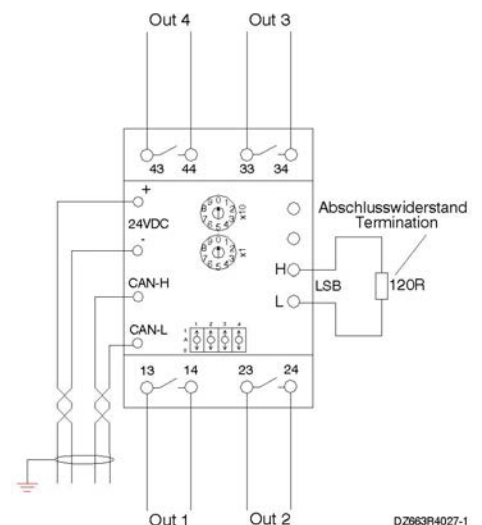 Out 4
Out 3
43 44
33 34
+
24VDC
-
CAN-H
CAN-L
x10
x1
H
L
LSB
Abschlusswiderstand
Termination
120R
1 2 3 4
1
A
13 14
23 24
Out 1
Out 2
DZ663R4027-1